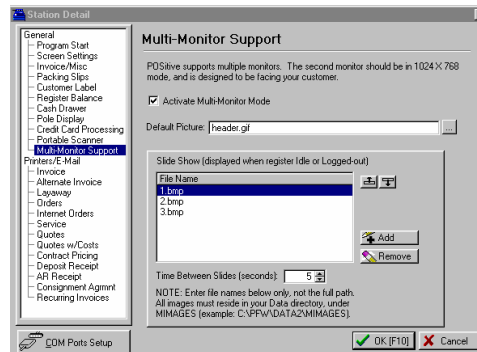 Station Detail
General
Program Start
Screen Settings
Invoice/Misc
Packing Slips
Customer Label
Register Balance
Cash Drawer
Pole Display
Credit Card Processing
Portable Scanner
Multi-Monitor Support
Printers/E-Mail
Invoice
Alternate Invoice
Layaway
Orders
Internet Orders
Service
Quotes
Quotes w/Costs
Contract Pricing
Deposit Receipt
AR Receipt
Consignment Agrmnt
Recurring Invoices
COM Ports Setup
Multi-Monitor Support
POSitive supports multiple monitors. The second monitor should be in 1024 X 768
mode, and is designed to be facing your customer.
Activate Multi-Monitor Mode
Default Picture: header.gif ...
Slide Show (displayed when register Idle or Logged-out)
File Name
1.bmp
2.bmp
3.bmp
Add
Remove
Time Between Slides (seconds): 5
NOTE: Enter file names below only, not the full path.
All images must reside in your Data directory, under
MIMAGES (example: C:\PFW\DATA2\MIMAGES).
OK [F10] Cancel